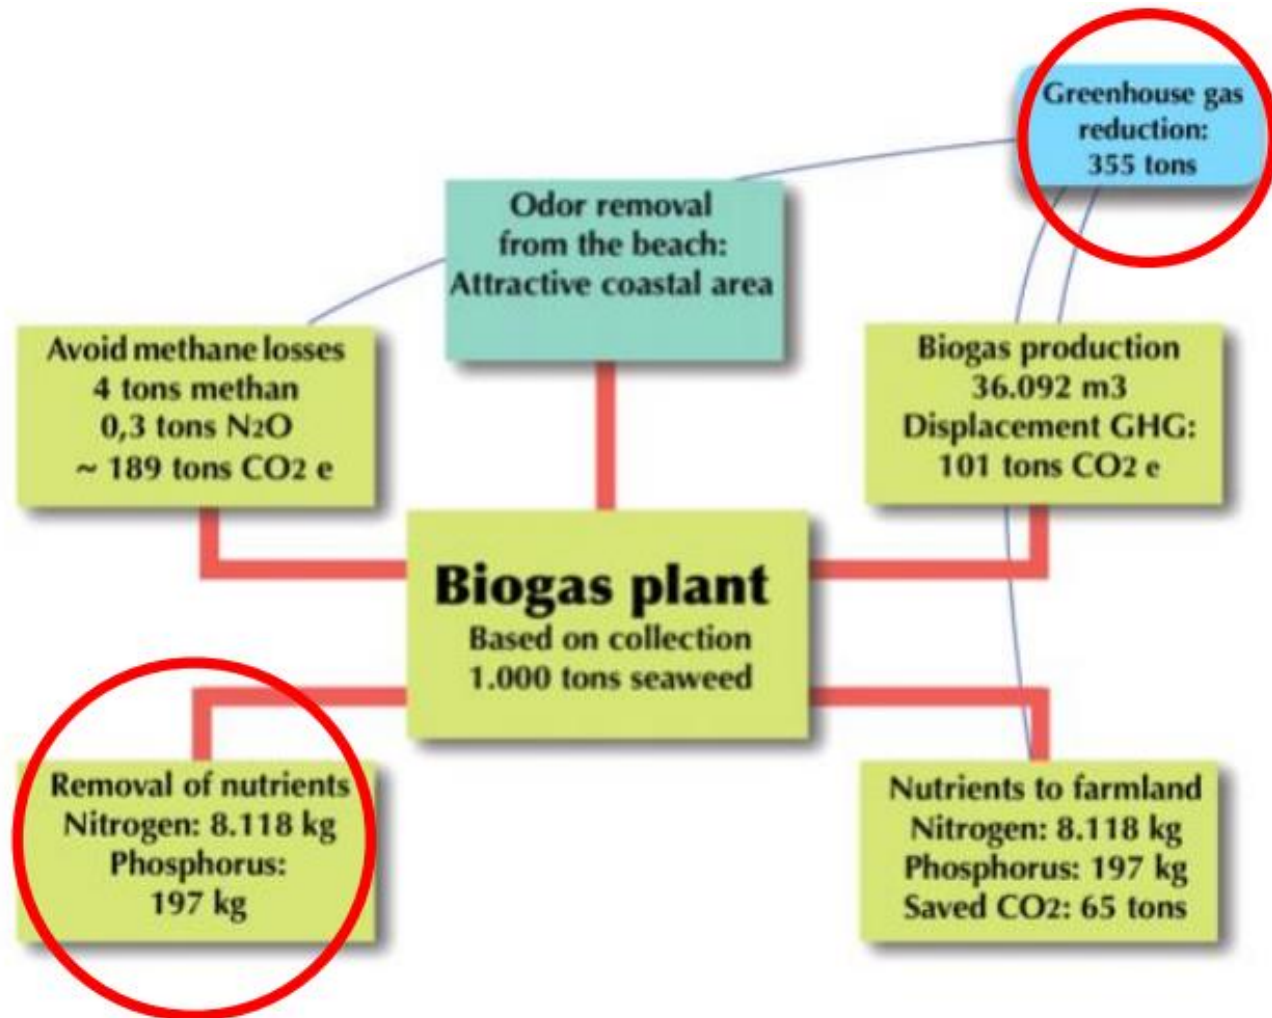 Greenhouse gas
reduction:
355 tons
Odor removal
from the beach:
Attractive coastal area
Avoid methane losses
4 tons methan
0,3 tons N2O
~ 189 tons CO2 e
Biogas production
36.092 m3
Displacement GHG:
101 tons CO2 e
Biogas plant
Based on collection
1.000 tons seaweed
Removal of nutrients
Nitrogen: 8.118 kg
Phosphorus:
197 kg
Nutrients to farmland
Nitrogen: 8.118 kg
Phosphorus: 197 kg
Saved CO2: 65 tons